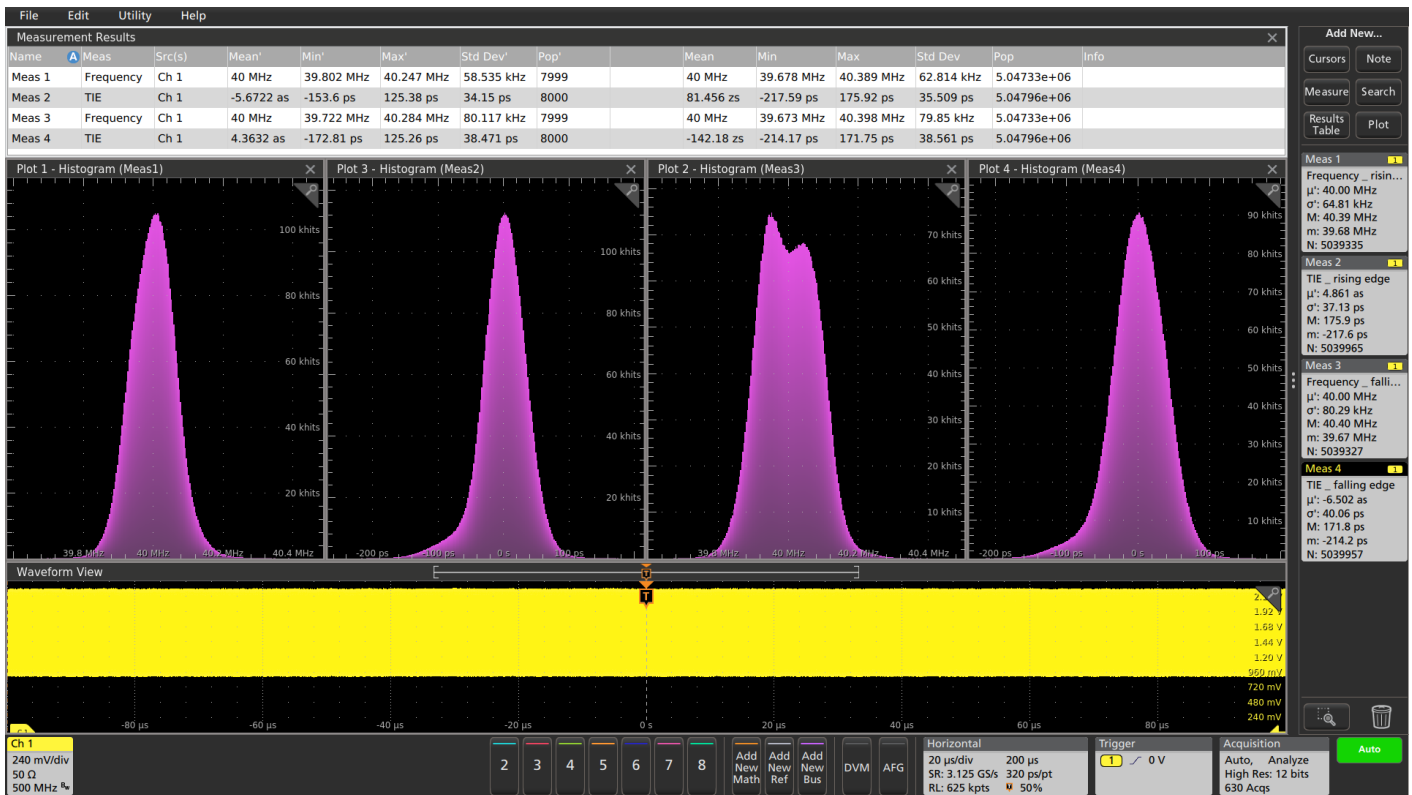 File Edit Utility Help
Measurement Results
Name A Meas Src(s) Mean' Min' Max' Std Dev' Pop' Mean Min Max Std Dev Pop Info
Meas 1 Frequency Ch 1 40 MHz 39.802 MHz 40.247 MHz 58.535 kHz 7999 40 MHz 39.678 MHz 40.389 MHz 62.814 kHz 5.04733e+06
Meas 2 TIE Ch 1 -5.6722 as -153.6 ps 125.38 ps 34.15 ps 8000 81.456 zs -217.59 ps 175.92 ps 35.509 ps 5.04796e+06
Meas 3 Frequency Ch 1 40 MHz 39.722 MHz 40.284 MHz 80.117 kHz 7999 40 MHz 39.673 MHz 40.398 MHz 79.85 kHz 5.04733e+06
Meas 4 TIE Ch 1 4.3632 as -172.81 ps 125.26 ps 38.471 ps 8000 -142.18 zs -214.17 ps 171.75 ps 38.561 ps 5.04796e+06
Plot 1 - Histogram (Meas1)
100 khits
80 khits
60 khits
40 khits
20 khits
39.8 MHz 40 MHz 40.2 MHz 40.4 MHz
Plot 3 - Histogram (Meas2)
100 khits
80 khits
60 khits
40 khits
20 khits
-200 ps -100 ps 0 s 100 ps
Plot 2 - Histogram (Meas3)
70 khits
60 khits
50 khits
40 khits
30 khits
20 khits
10 khits
39.8 MHz 40 MHz 40.2 MHz 40.4 MHz
Plot 4 - Histogram (Meas4)
90 khits
80 khits
70 khits
60 khits
50 khits
40 khits
30 khits
20 khits
10 khits
-200 ps -100 ps 0 s 100 ps
Waveform View
T
T
1.92 V
1.68 V
1.44 V
1.20 V
960 mV
720 mV
480 mV
240 mV
-80 µs -60 µs -40 µs -20 µs 0 s 20 µs 40 µs 60 µs 80 µs
Add New...
Cursors Note
Measure Search
Results Table Plot
Meas 1 1
Frequency _ risin...
µ': 40.00 MHz
σ': 64.81 kHz
M: 40.39 MHz
m: 39.68 MHz
N: 5039335
Meas 2 1
TIE _ rising edge
µ': 4.861 as
σ': 37.13 ps
M: 175.9 ps
m: -217.6 ps
N: 5039965
Meas 3 1
Frequency _ falli...
µ': 40.00 MHz
σ': 80.29 kHz
M: 40.40 MHz
m: 39.67 MHz
N: 5039327
Meas 4 1
TIE _ falling edge
µ': -6.502 as
σ': 40.06 ps
M: 171.8 ps
m: -214.2 ps
N: 5039957
Ch 1
240 mV/div
50 Ω
500 MHz Bw
2 3 4 5 6 7 8
Add New Math
Add New Ref
Add New Bus
DVM AFG
Horizontal
20 µs/div 200 µs
SR: 3.125 GS/s 320 ps/pt
RL: 625 kpts 50%
Trigger
1 0 V
Acquisition
Auto, Analyze
High Res: 12 bits
630 Acqs
Auto